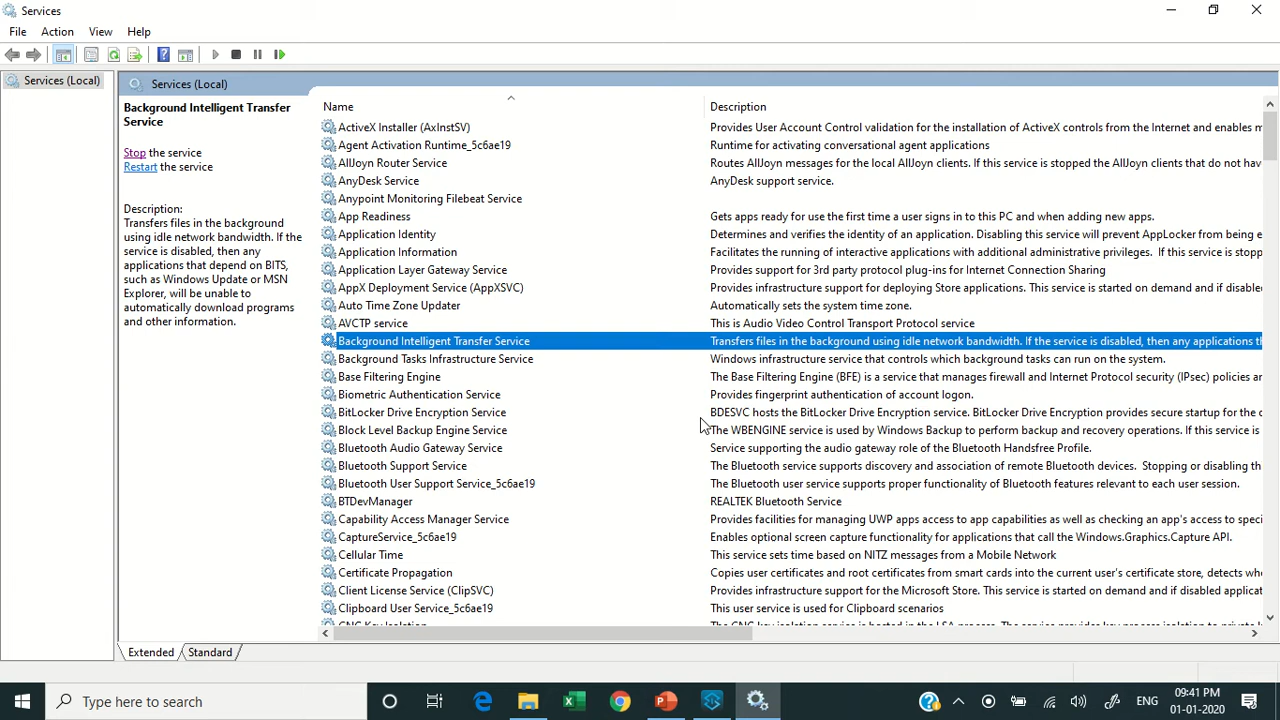 Services
File Action View Help
Services (Local)
Services (Local)
Background Intelligent Transfer
Service
Stop the service
Restart the service
Description:
Transfers files in the background
using idle network bandwidth. If the
service is disabled, then any
applications that depend on BITS,
such as Windows Update or MSN
Explorer, will be unable to
automatically download programs
and other information.
Name Description
ActiveX Installer (AxInstSV) Provides User Account Control validation for the installation of ActiveX controls from the Internet and enables m
Agent Activation Runtime_5c6ae19 Runtime for activating conversational agent applications
AllJoyn Router Service Routes AllJoyn messages for the local AllJoyn clients. If this service is stopped the AllJoyn clients that do not hav
AnyDesk Service AnyDesk support service.
Anypoint Monitoring Filebeat Service
App Readiness Gets apps ready for use the first time a user signs in to this PC and when adding new apps.
Application Identity Determines and verifies the identity of an application. Disabling this service will prevent AppLocker from being e
Application Information Facilitates the running of interactive applications with additional administrative privileges. If this service is stopp
Application Layer Gateway Service Provides support for 3rd party protocol plug-ins for Internet Connection Sharing
AppX Deployment Service (AppXSVC) Provides infrastructure support for deploying Store applications. This service is started on demand and if disabled
Auto Time Zone Updater Automatically sets the system time zone.
AVCTP service This is Audio Video Control Transport Protocol service
Background Intelligent Transfer Service Transfers files in the background using idle network bandwidth. If the service is disabled, then any applications th
Background Tasks Infrastructure Service Windows infrastructure service that controls which background tasks can run on the system.
Base Filtering Engine The Base Filtering Engine (BFE) is a service that manages firewall and Internet Protocol security (IPsec) policies ar
Biometric Authentication Service Provides fingerprint authentication of account logon.
BitLocker Drive Encryption Service BDESVC hosts the BitLocker Drive Encryption service. BitLocker Drive Encryption provides secure startup for the o
Block Level Backup Engine Service The WBENGINE service is used by Windows Backup to perform backup and recovery operations. If this service is
Bluetooth Audio Gateway Service Service supporting the audio gateway role of the Bluetooth Handsfree Profile.
Bluetooth Support Service The Bluetooth service supports discovery and association of remote Bluetooth devices. Stopping or disabling thi
Bluetooth User Support Service_5c6ae19 The Bluetooth user service supports proper functionality of Bluetooth features relevant to each user session.
BTDevManager REALTEK Bluetooth Service
Capability Access Manager Service Provides facilities for managing UWP apps access to app capabilities as well as checking an app's access to speci
CaptureService_5c6ae19 Enables optional screen capture functionality for applications that call the Windows.Graphics.Capture API.
Cellular Time This service sets time based on NITZ messages from a Mobile Network
Certificate Propagation Copies user certificates and root certificates from smart cards into the current user's certificate store, detects wh
Client License Service (ClipSVC) Provides infrastructure support for the Microsoft Store. This service is started on demand and if disabled applicat
Clipboard User Service_5c6ae19 This user service is used for Clipboard scenarios
CNG Key Isolation The CNG key isolation service is hosted in the LSA process. The service provides key process isolation to private k
Extended Standard
Type here to search
ENG
09:41 PM
01-01-2020